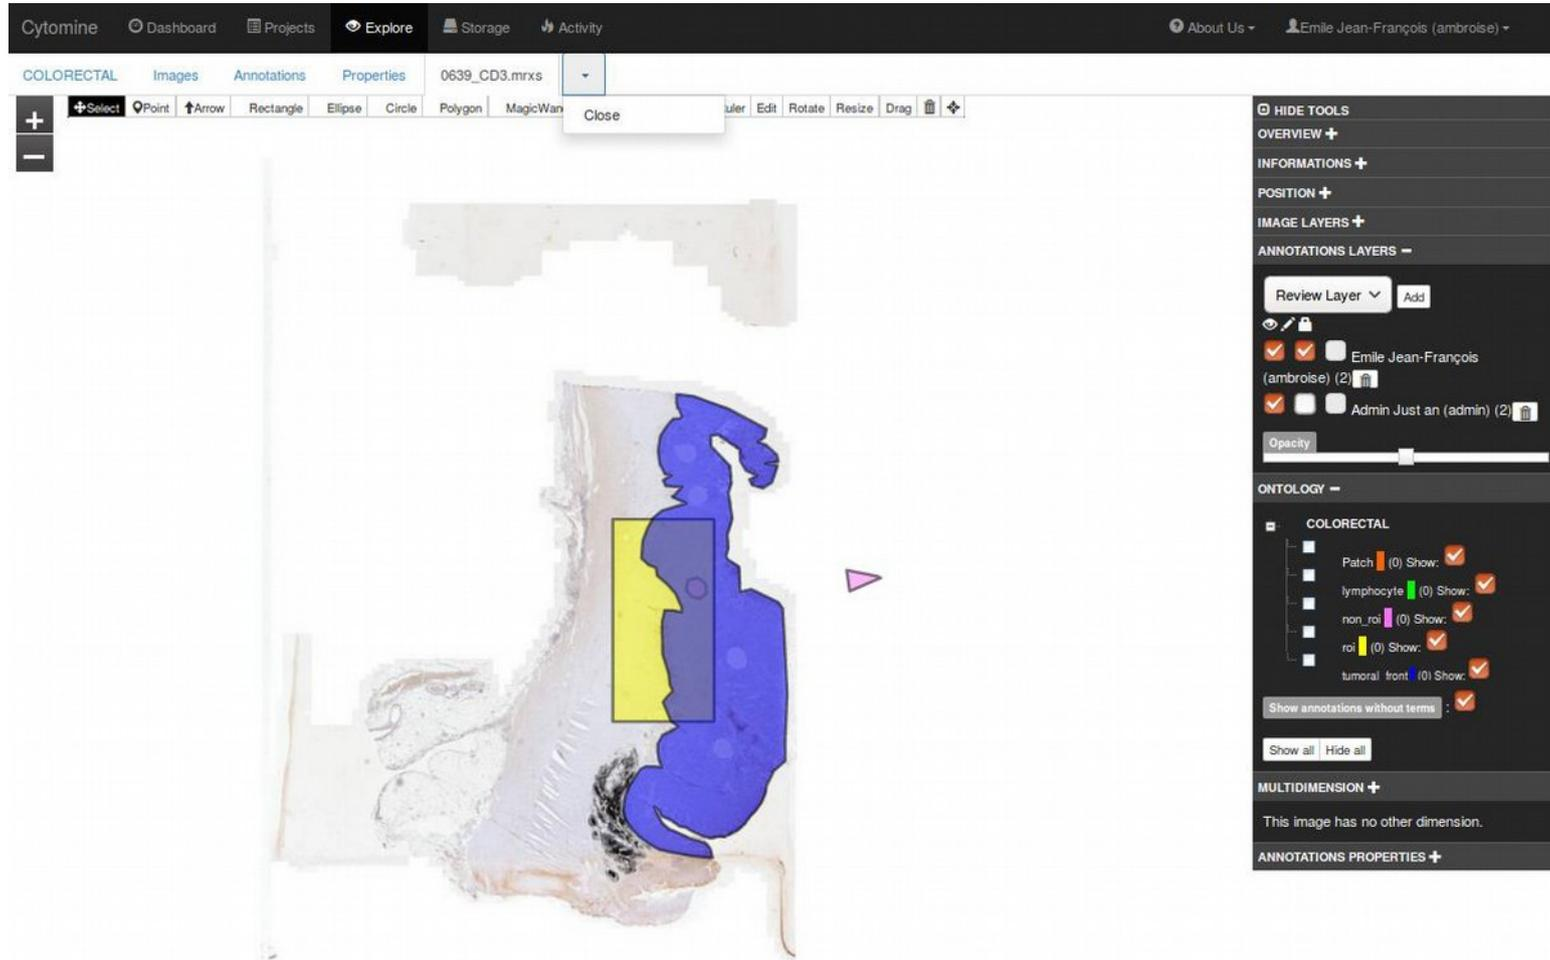 Cytomine Dashboard Projects Explore Storage Activity About Us Emile Jean-François (ambroise)
COLORECTAL Images Annotations Properties 0639_CD3.mrxs
Select Point Arrow Rectangle Ellipse Circle Polygon Edit Rotate Resize Drag
Close
HIDE TOOLS
OVERVIEW
INFORMATIONS
POSITION
IMAGE LAYERS
ANNOTATIONS LAYERS
Review Layer Add
Emile Jean-François
(ambroise) (2)
Admin Just an (admin) (2)
Opacity
ONTOLOGY
COLORECTAL
Patch (0) Show:
lymphocyte (0) Show:
non_roi (0) Show:
roi (0) Show:
tumoral_front (0) Show:
Show annotations without terms :
Show all Hide all
MULTIDIMENSION
This image has no other dimension.
ANNOTATIONS PROPERTIES